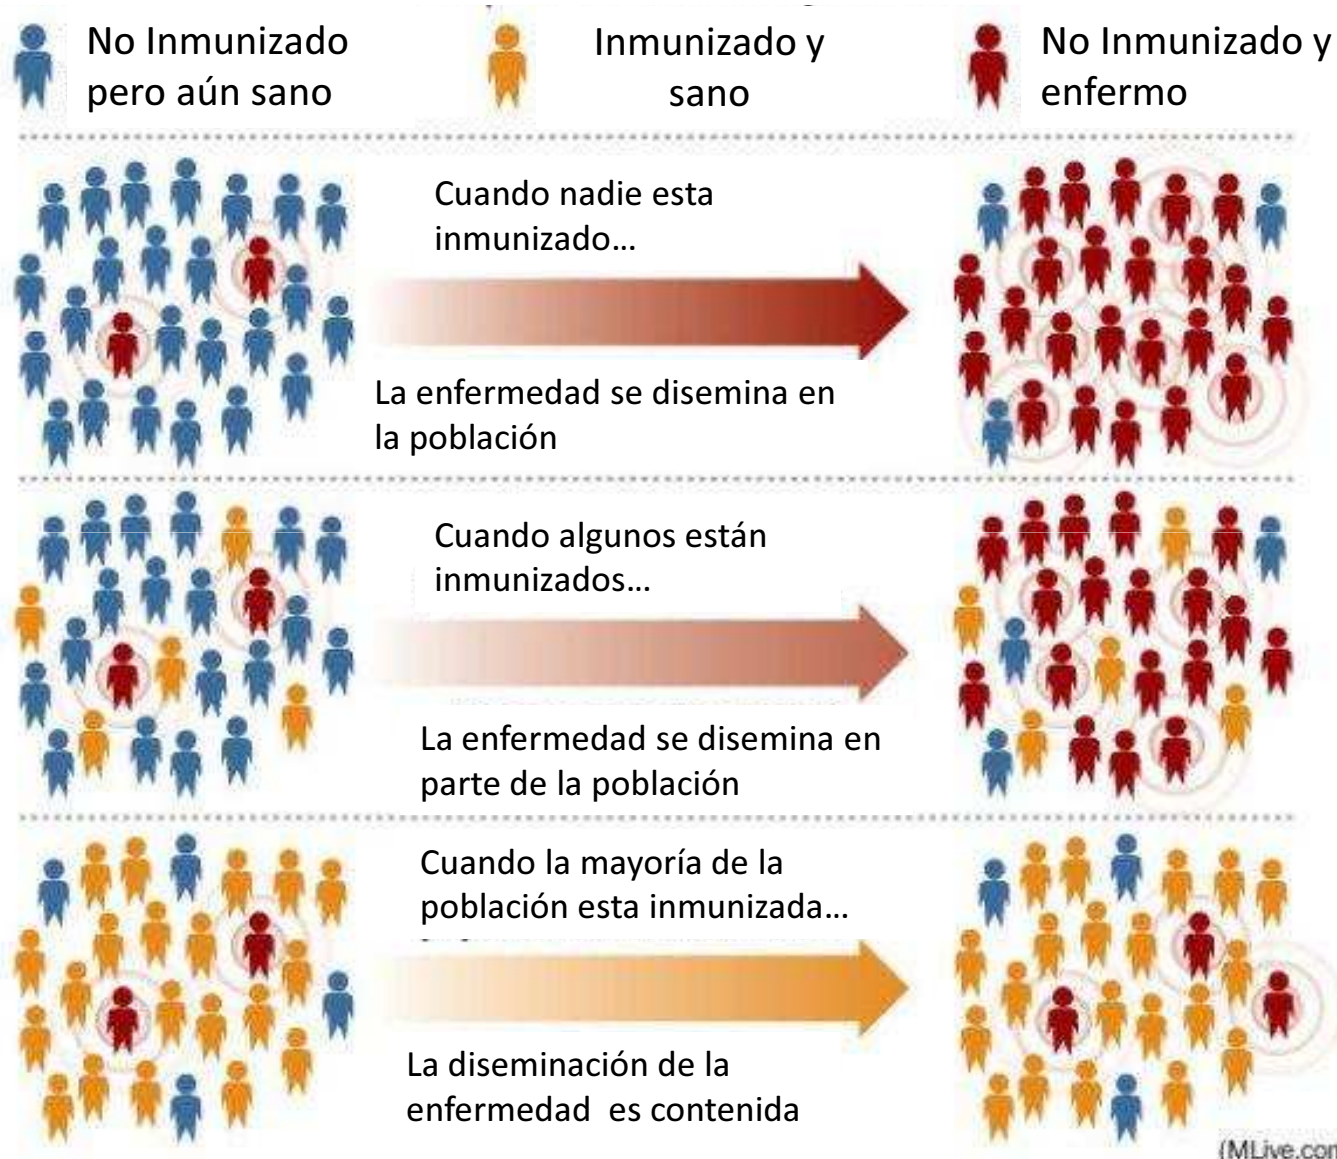 No Inmunizado
pero aún sano
Inmunizado y
sano
No Inmunizado y
enfermo
Cuando nadie esta
inmunizado...
La enfermedad se disemina en
la población
Cuando algunos están
inmunizados...
La enfermedad se disemina en
parte de la población
Cuando la mayoría de la
población esta inmunizada...
La diseminación de la
enfermedad es contenida
(MLive.com